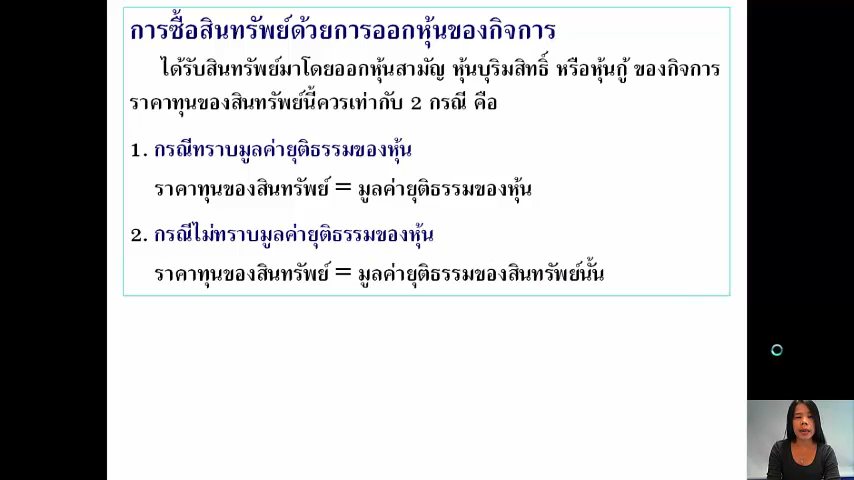 การซื้อสินทรัพย์ด้วยการออกหุ้นของกิจการ
ได้รับสินทรัพย์มาโดยออกหุ้นสามัญ หุ้นบุริมสิทธิ์ หรือหุ้นกู้ ของกิจการ
ราคาทุนของสินทรัพย์นี้ควรเท่ากับ 2 กรณี คือ
1. กรณีทราบมูลค่ายุติธรรมของหุ้น
ราคาทุนของสินทรัพย์ = มูลค่ายุติธรรมของหุ้น
2. กรณีไม่ทราบมูลค่ายุติธรรมของหุ้น
ราคาทุนของสินทรัพย์ = มูลค่ายุติธรรมของสินทรัพย์นั้น